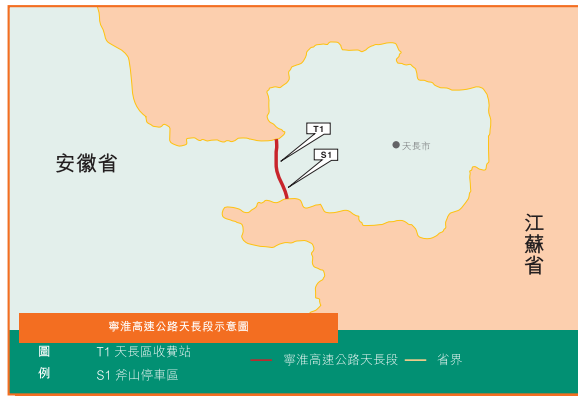 T1
S1
天長市
安徽省
江蘇省
寧淮高速公路天長段示意圖
圖例
T1 天長區收費站
S1 斧山停車區
寧淮高速公路天長段
省界